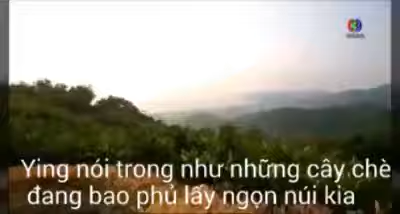 Ying nói trong như những cây chè
đang bao phủ lấy ngọn núi kia